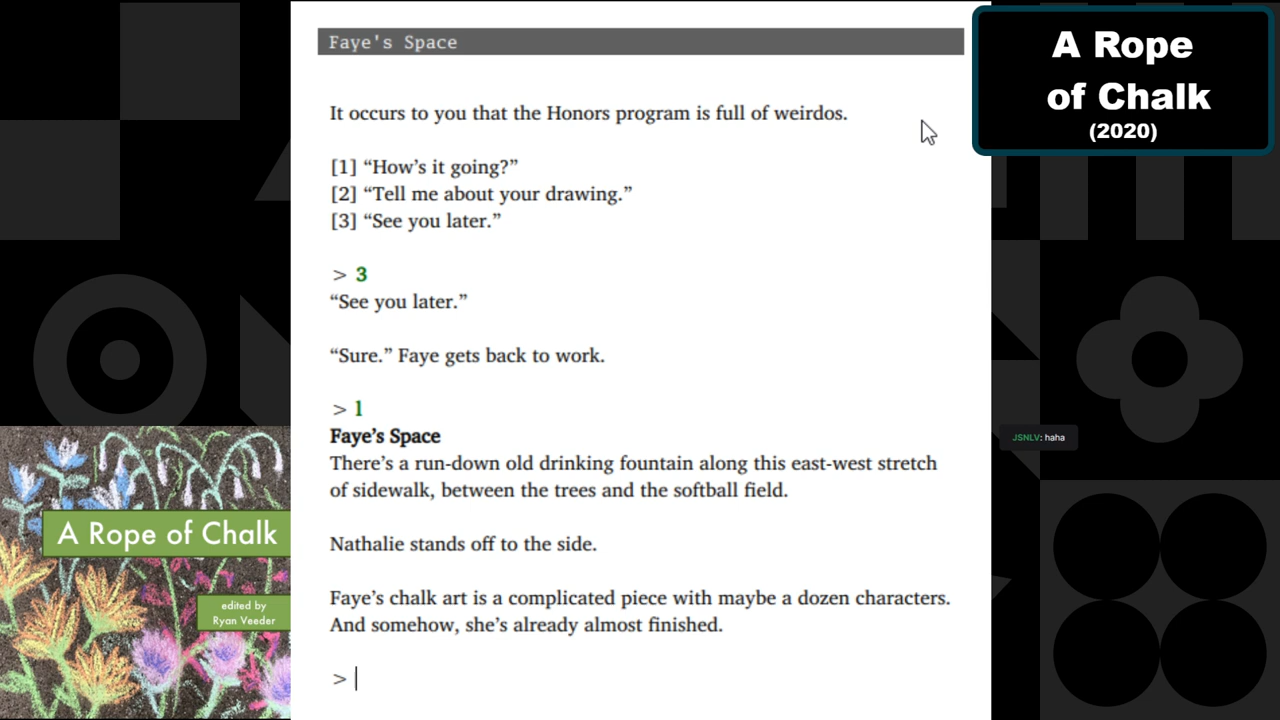 Faye's Space
It occurs to you that the Honors program is full of weirdos.
[1] “How’s it going?”
[2] “Tell me about your drawing.”
[3] “See you later.”
> 3
“See you later.”
“Sure.” Faye gets back to work.
> l
Faye’s Space
There’s a run-down old drinking fountain along this east-west stretch
of sidewalk, between the trees and the softball field.
Nathalie stands off to the side.
Faye’s chalk art is a complicated piece with maybe a dozen characters.
And somehow, she’s already almost finished.
>
A Rope
of Chalk
(2020)
JSNLV: haha
A Rope of Chalk
edited by
Ryan Veeder